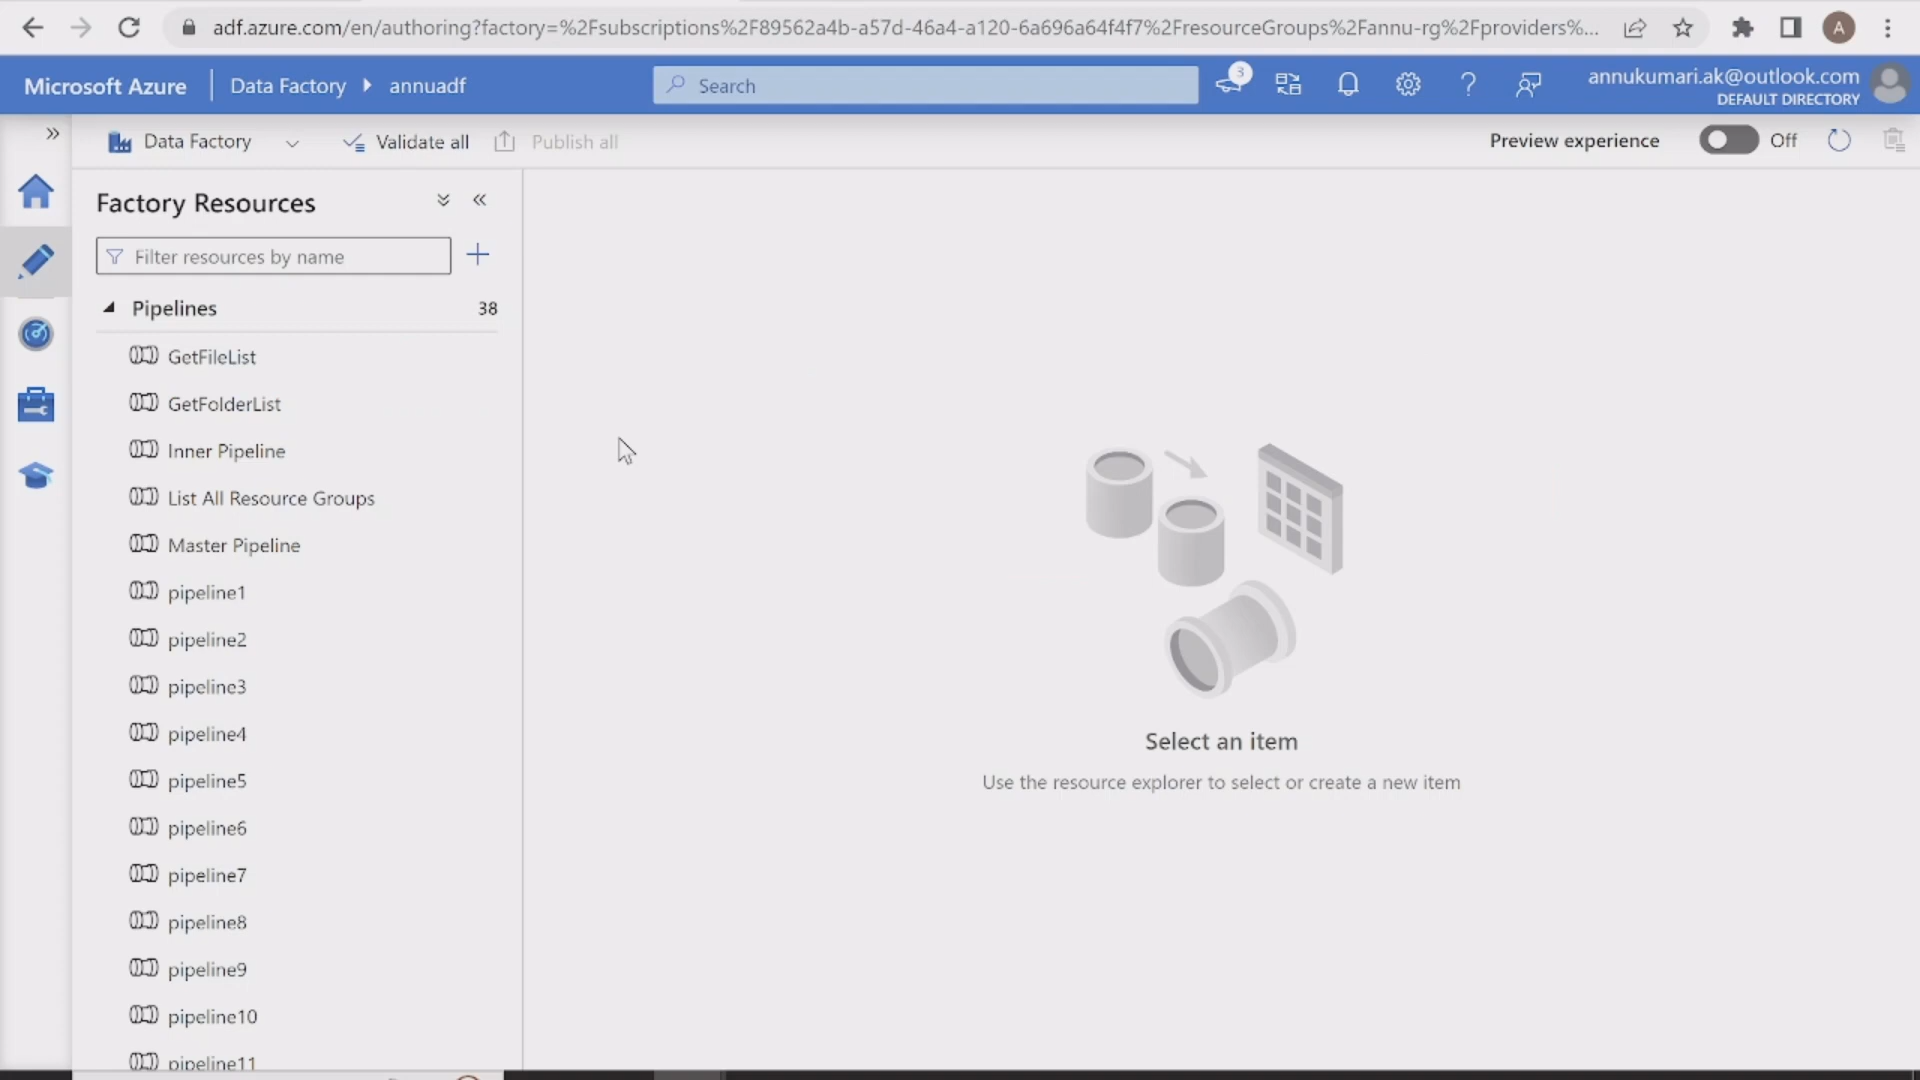 adf.azure.com/en/authoring?factory=%2Fsubscriptions%2F89562a4b-a57d-46a4-a120-6a696a64f4f7%2FresourceGroups%2Fannu-rg%2Fproviders%...
A
Microsoft Azure
Data Factory
annuadf
Search
3
annukumari.ak@outlook.com
DEFAULT DIRECTORY
Data Factory
Validate all
Publish all
Preview experience
Off
Factory Resources
Filter resources by name
Pipelines
38
GetFileList
GetFolderList
Inner Pipeline
List All Resource Groups
Master Pipeline
pipeline1
pipeline2
pipeline3
pipeline4
pipeline5
pipeline6
pipeline7
pipeline8
pipeline9
pipeline10
pipeline11
Select an item
Use the resource explorer to select or create a new item